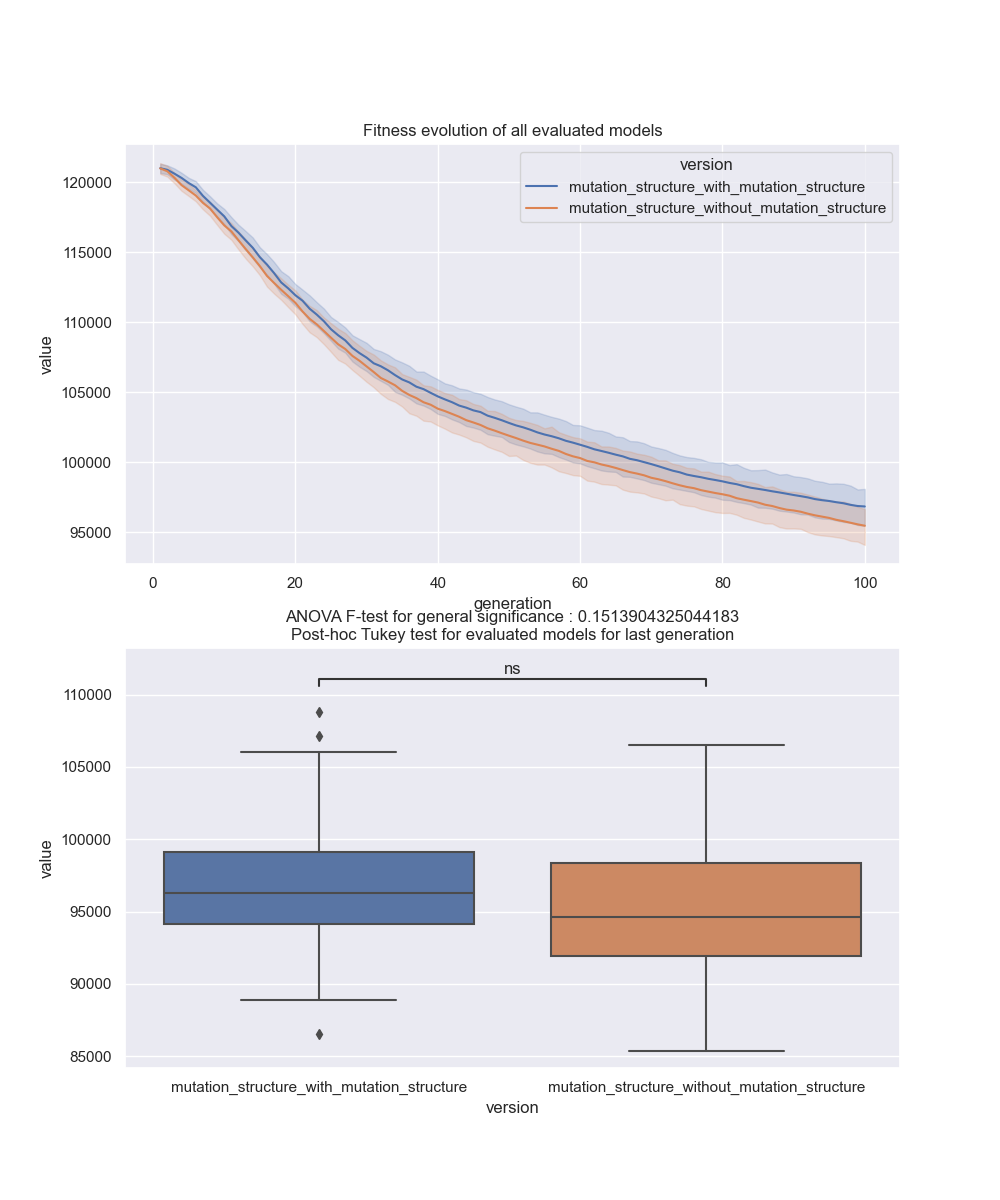 Fitness evolution of all evaluated models
version
mutation_structure_with_mutation_structure
mutation_structure_without_mutation_structure
value
120000
115000
110000
105000
100000
95000
0 20 40 60 80 100
generation
ANOVA F-test for general significance : 0.1513904325044183
Post-hoc Tukey test for evaluated models for last generation
ns
value
110000
105000
100000
95000
90000
85000
mutation_structure_with_mutation_structure mutation_structure_without_mutation_structure
version